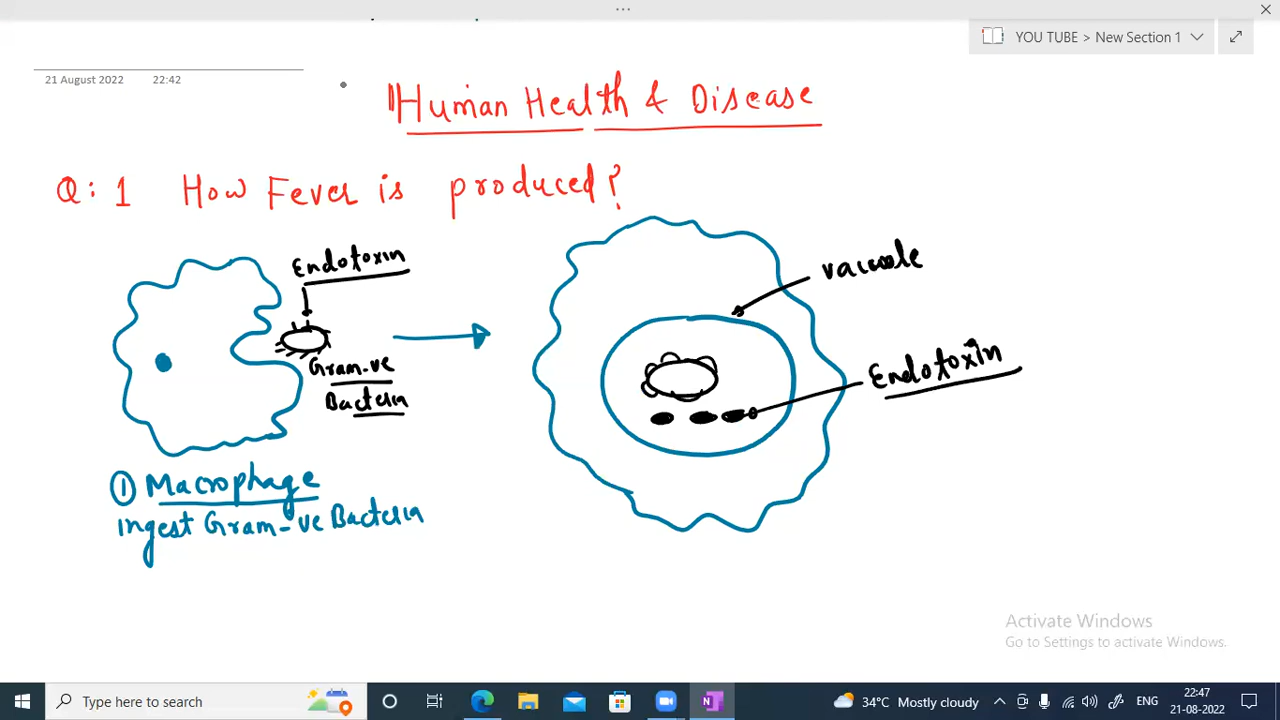 YOU TUBE > New Section 1
21 August 2022 22:42
Human Health & Disease
Q: 1 How Fever is produced?
Endotoxin
Gram-ve
Bacteria
vacuole
Endotoxin
① Macrophage
ingest Gram-ve Bacteria
Activate Windows
Go to Settings to activate Windows.
Type here to search
34°C Mostly cloudy
ENG
22:47
21-08-2022